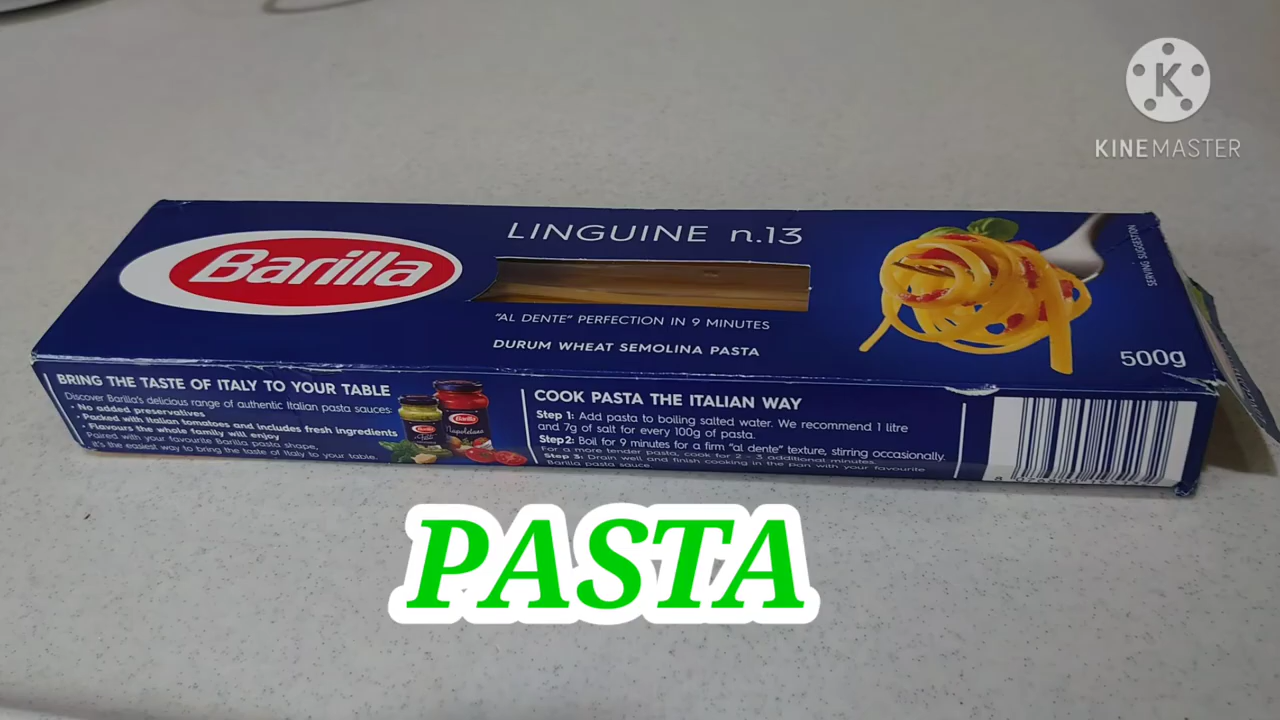 KINEMASTER
Barilla
LINGUINE n.13
"AL DENTE" PERFECTION IN 9 MINUTES
DURUM WHEAT SEMOLINA PASTA
SERVING SUGGESTION
500g
BRING THE TASTE OF ITALY TO YOUR TABLE
Discover Barilla's delicious range of authentic Italian pasta sauces:
• No added preservatives
• Packed with Italian tomatoes and includes fresh ingredients
• Flavours the whole family will enjoy
Paired with your favourite Barilla pasta shape,
it's the easiest way to bring the taste of Italy to your table.
Barilla
Napoletana
COOK PASTA THE ITALIAN WAY
Step 1: Add pasta to boiling salted water. We recommend 1 litre
and 7g of salt for every 100g of pasta.
Step 2: Boil for 9 minutes for a firm "al dente" texture, stirring occasionally.
For a more tender pasta, cook for 2 - 3 additional minutes.
Step 3: Drain well and finish cooking in the pan with your favourite
Barilla pasta sauce.
PASTA